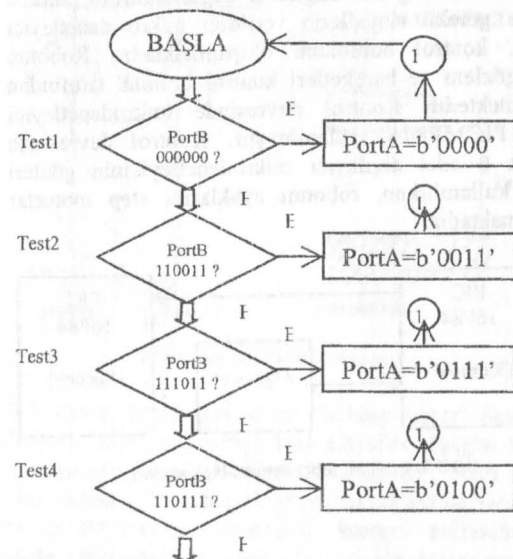 BAŞLA
1
E
Test1
PortB
000000 ?
PortA=b'0000'
1
E
Test2
PortB
110011 ?
PortA=b'0011'
1
E
Test3
PortB
111011 ?
PortA=b'0111'
1
E
Test4
PortB
110111 ?
PortA=b'0100'